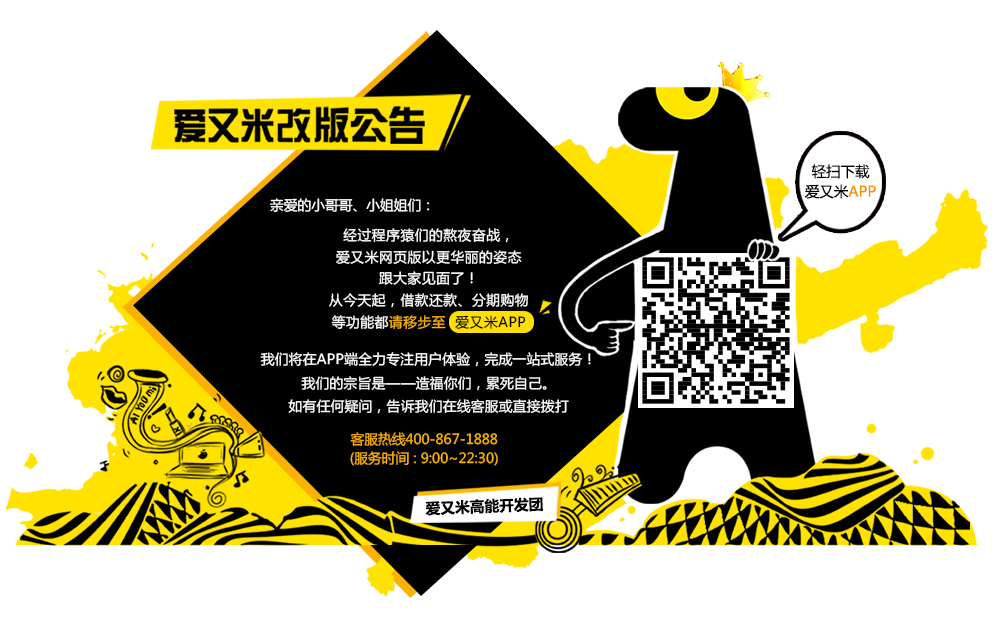 爱又米改版公告
亲爱的小哥哥、小姐姐们：
经过程序猿们的熬夜奋战，
爱又米网页版以更华丽的姿态
跟大家见面了！
从今天起，借款还款、分期购物
等功能都请移步至 爱又米APP
我们将在APP端全力专注用户体验，完成一站式服务！
我们的宗旨是——造福你们，累死自己。
如有任何疑问，告诉我们在线客服或直接拨打
客服热线400-867-1888
(服务时间：9:00~22:30)
爱又米高能开发团
轻扫下载
爱又米APP
AI YOU MI